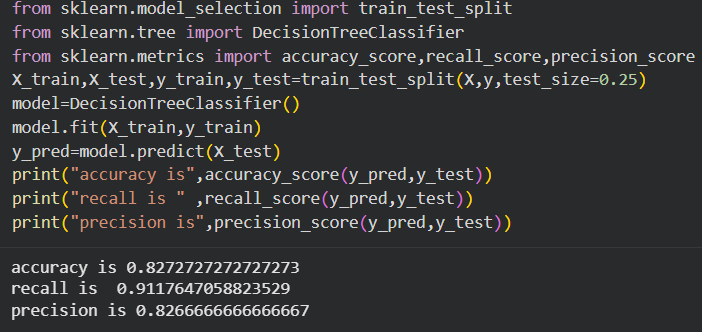 from sklearn.model_selection import train_test_split
from sklearn.tree import DecisionTreeClassifier
from sklearn.metrics import accuracy_score,recall_score,precision_score
X_train,X_test,y_train,y_test=train_test_split(X,y,test_size=0.25)
model=DecisionTreeClassifier()
model.fit(X_train,y_train)
y_pred=model.predict(X_test)
print("accuracy is",accuracy_score(y_pred,y_test))
print("recall is " ,recall_score(y_pred,y_test))
print("precision is",precision_score(y_pred,y_test))
accuracy is 0.8272727272727273
recall is  0.9117647058823529
precision is 0.8266666666666667